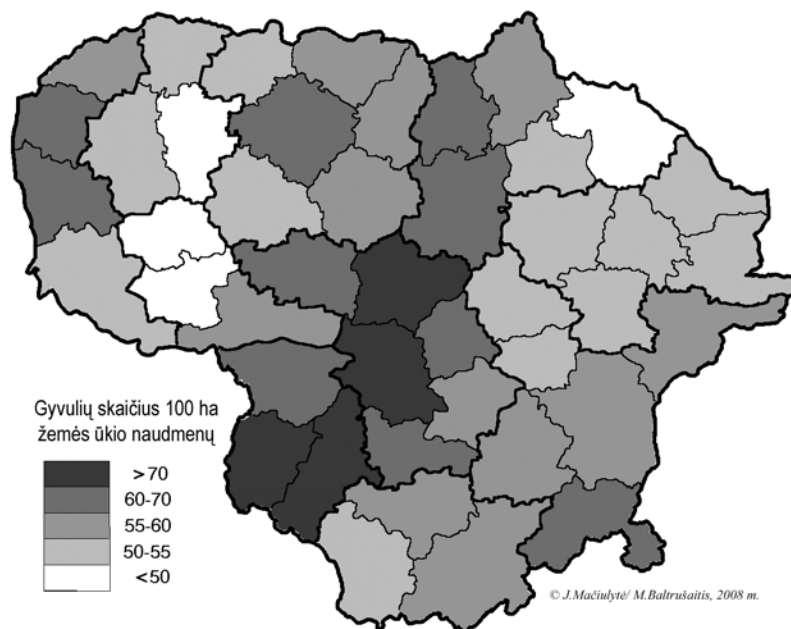 Gyvulių skaičius 100 ha
žemės ūkio naudmenų
>70
60-70
55-60
50-55
<50
© J.Mačiulytė/ M.Baltrušaitis, 2008 m.